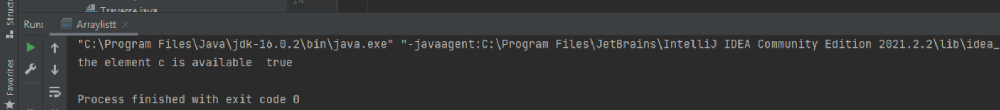 Struct
Traverse.java
14
Run:
Arraylistt
"C:\Program Files\Java\jdk-16.0.2\bin\java.exe" "-javaagent:C:\Program Files\JetBrains\IntelliJ IDEA Community Edition 2021.2.2\lib\idea_
the element c is available  true
Favorites
Process finished with exit code 0